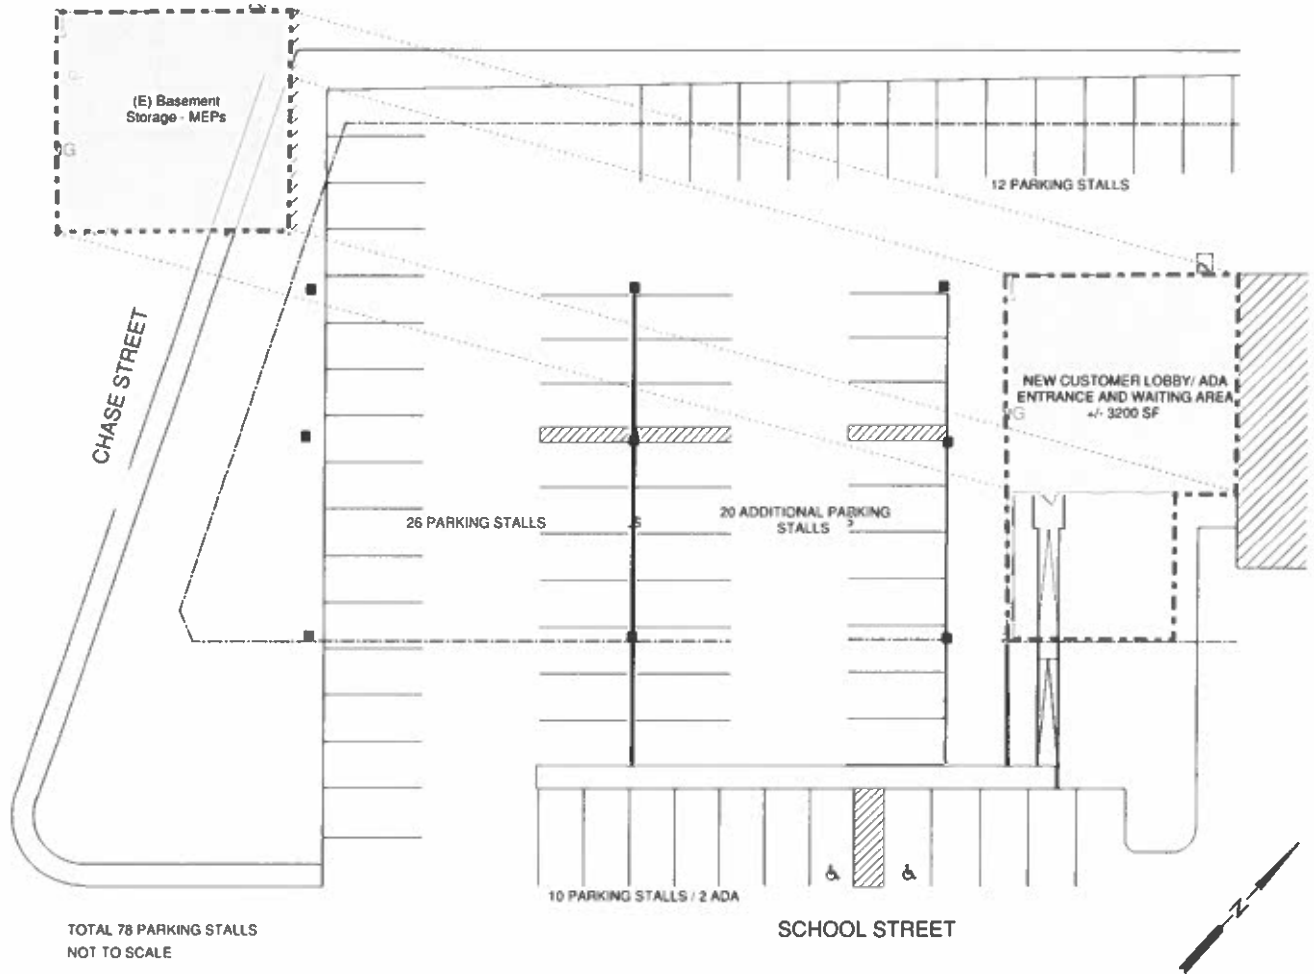 (E) Basement
Storage - MEPs
G
G
12 PARKING STALLS
CHASE STREET
NEW CUSTOMER LOBBY/ ADA
ENTRANCE AND WAITING AREA
+/- 3200 SF
G
26 PARKING STALLS
S
20 ADDITIONAL PARKING
STALLS
10 PARKING STALLS / 2 ADA
SCHOOL STREET
N
TOTAL 78 PARKING STALLS
NOT TO SCALE